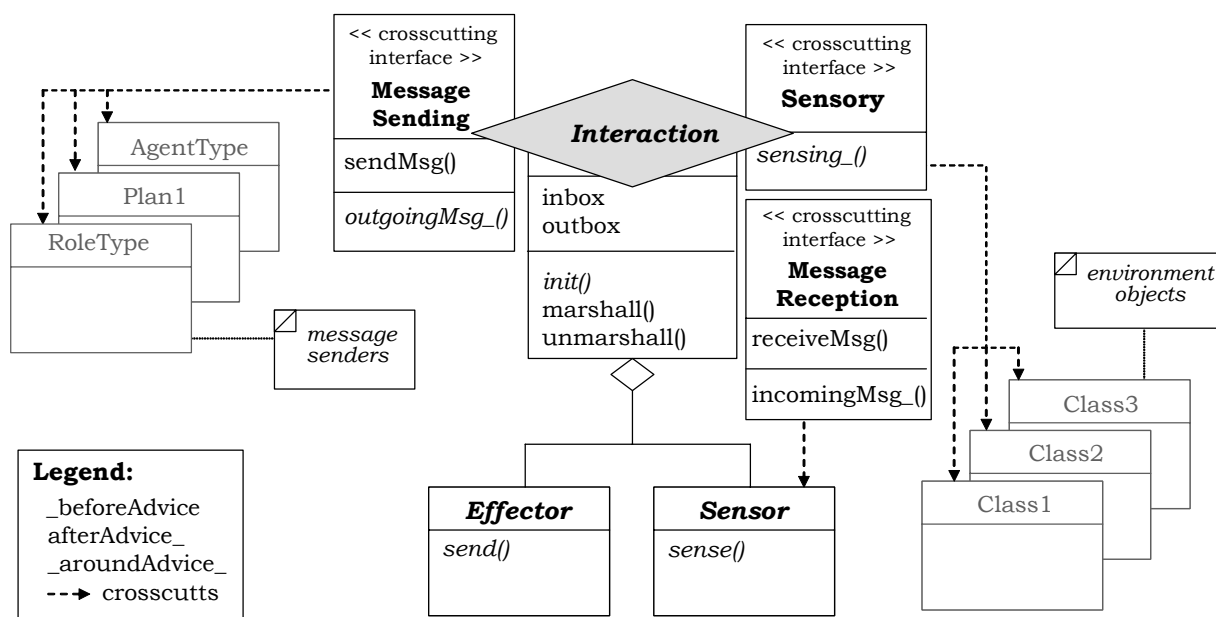 << crosscutting
interface >>
Message
Sending
sendMsg()
outgoingMsg_()
Interaction
inbox
outbox
init()
marshall()
unmarshall()
<< crosscutting
interface >>
Sensory
sensing_()
<< crosscutting
interface >>
Message
Reception
receiveMsg()
incomingMsg_()
AgentType
Plan1
RoleType
message
senders
environment
objects
Class3
Class2
Class1
Effector
send()
Sensor
sense()
Legend:
_beforeAdvice
afterAdvice_
_aroundAdvice_
crosscutts